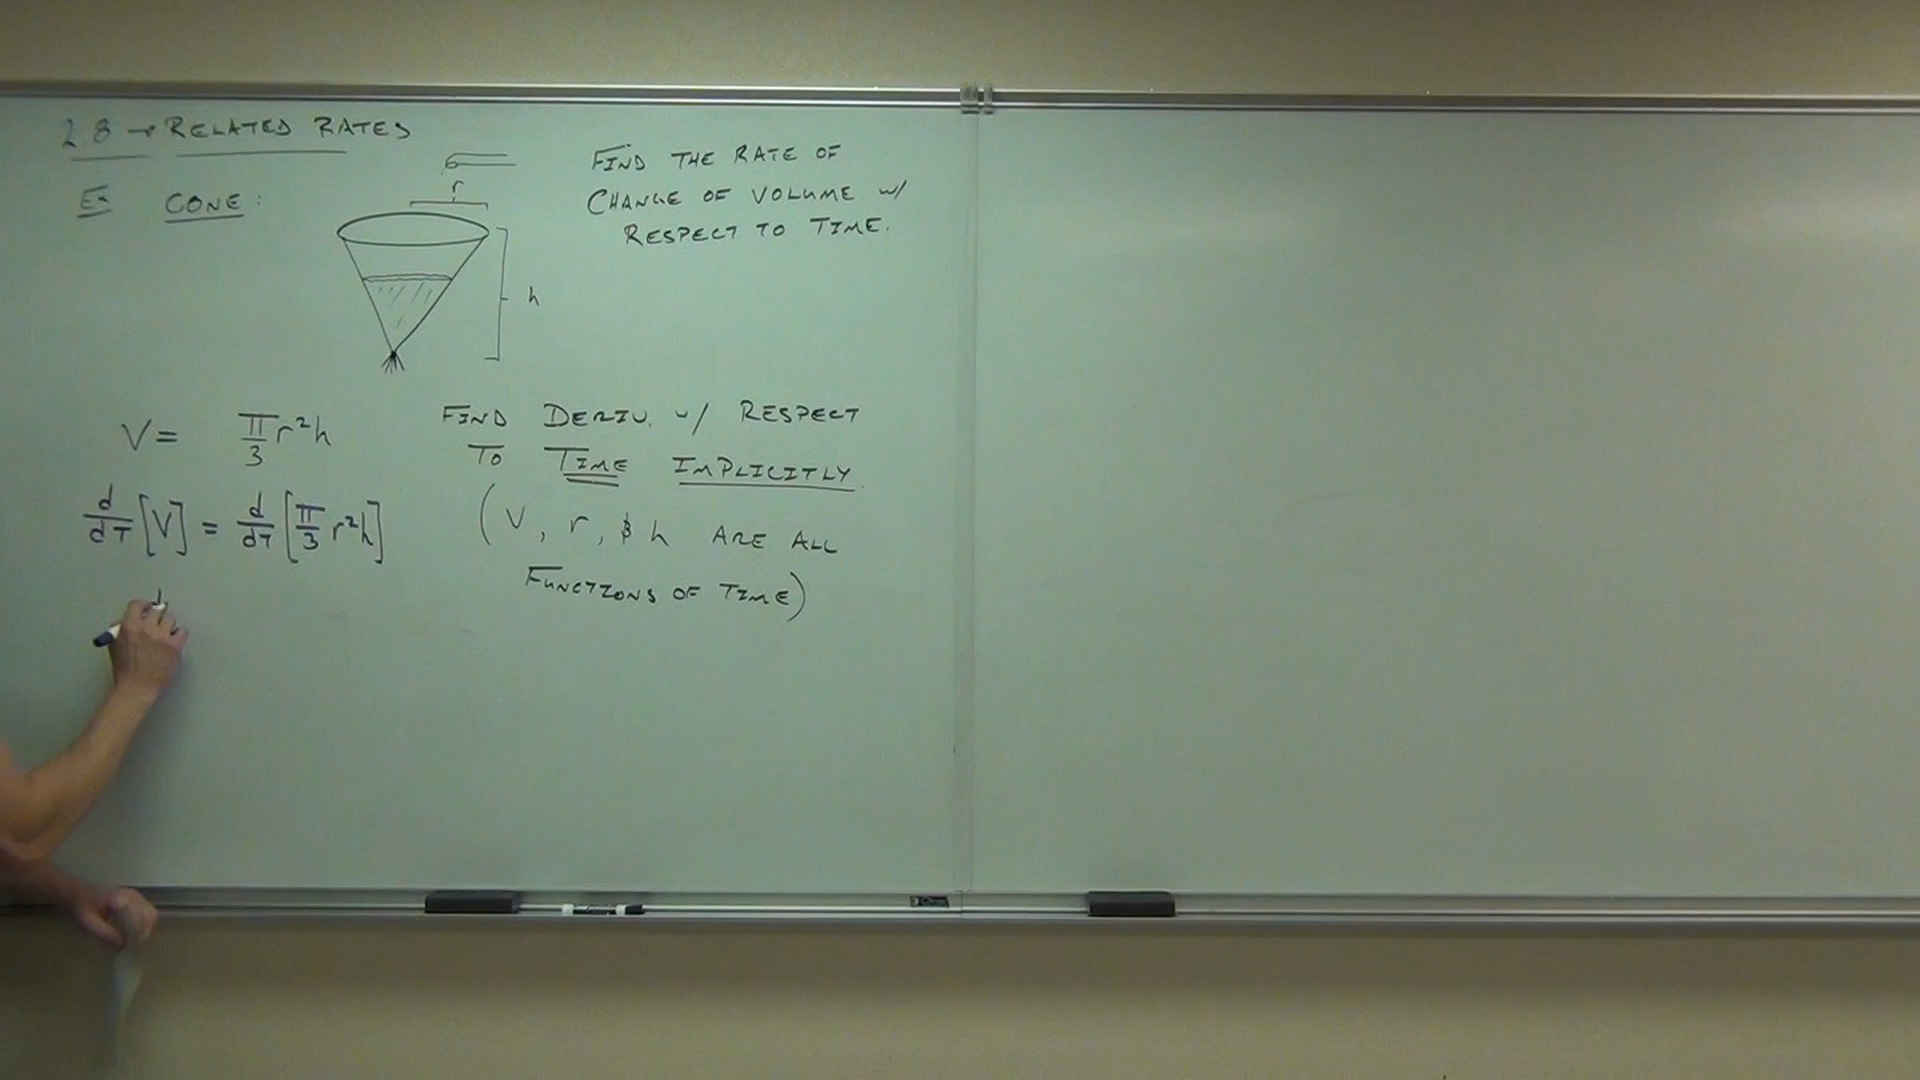 2.8 → RELATED RATES
EX CONE:
r
h
FIND THE RATE OF
CHANGE OF VOLUME W/
RESPECT TO TIME.
V = π/3 r²h
d/dT [V] = d/dT [π/3 r²h]
d
FIND DERIV. W/ RESPECT
TO TIME IMPLICITLY.
(V, r, & h ARE ALL
FUNCTIONS OF TIME)